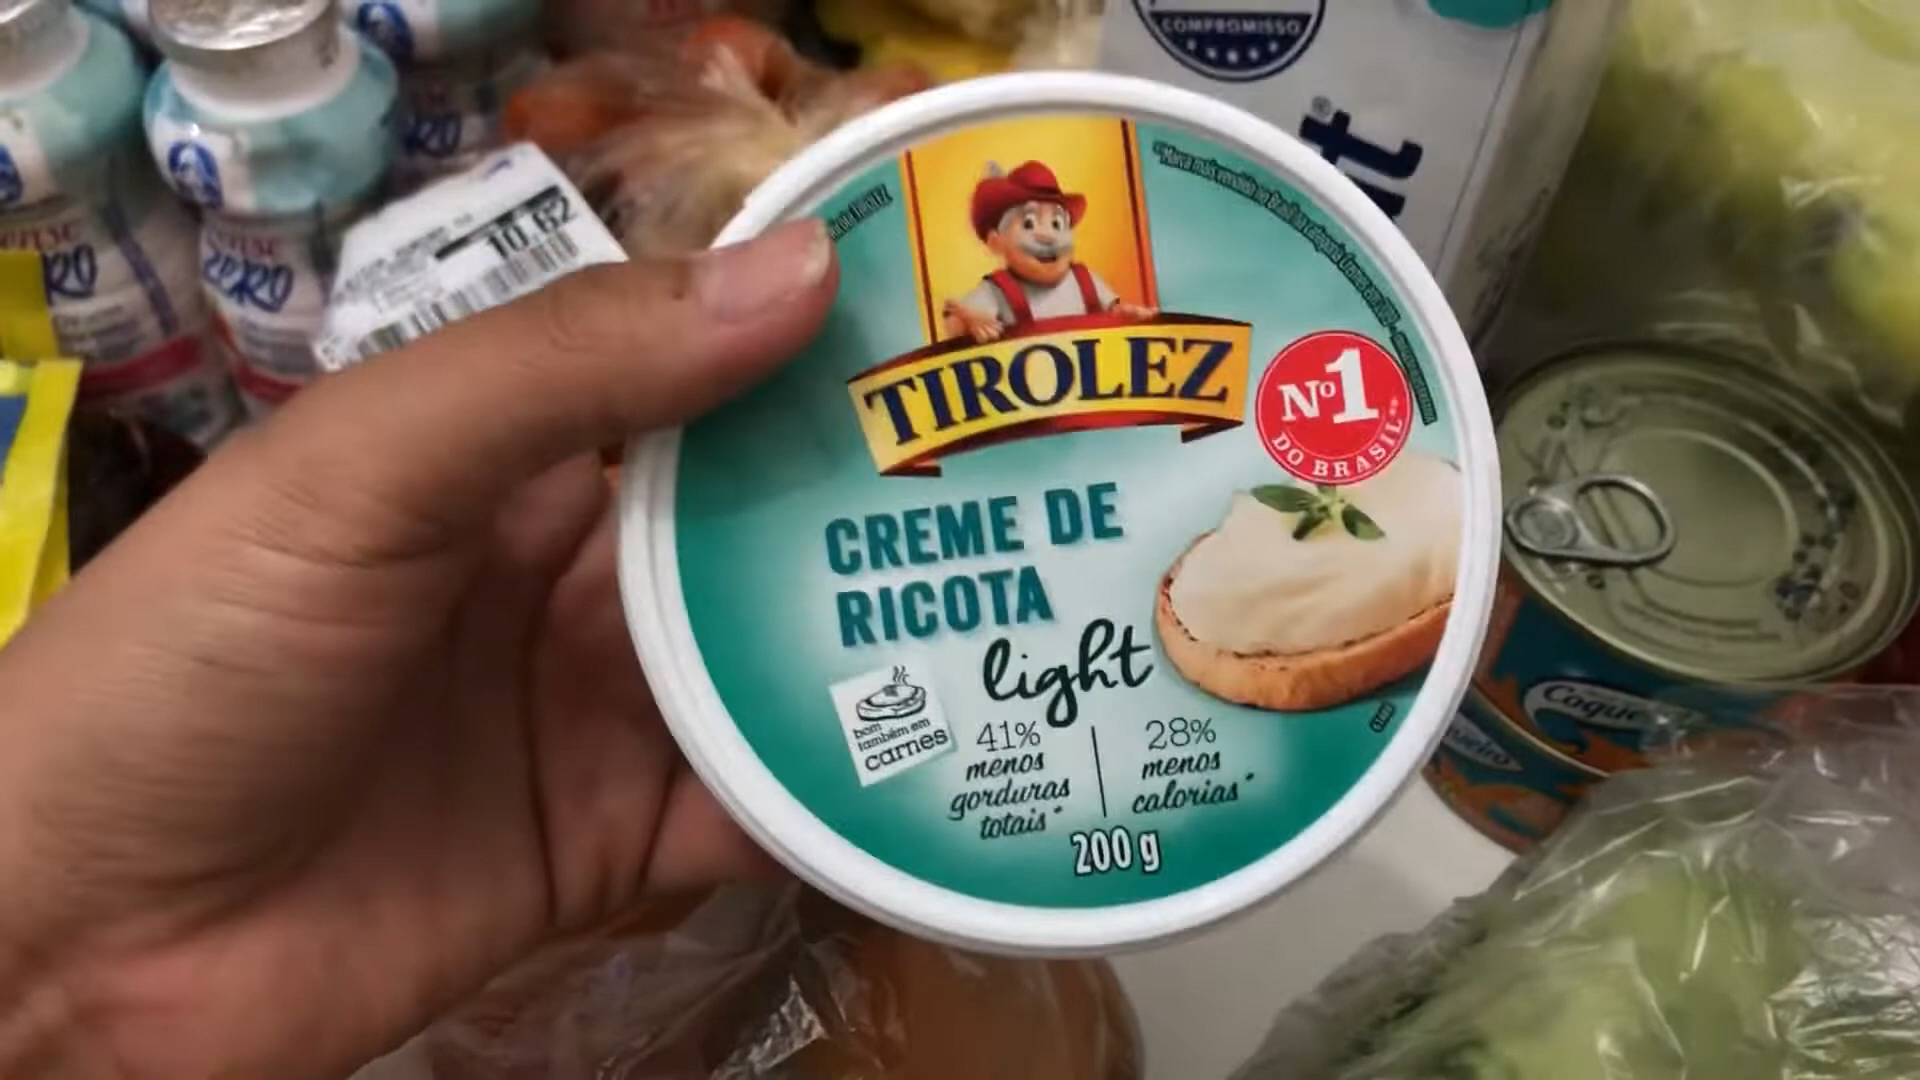 COMPROMISSO
ZERO
10,62
TIROLEZ
Nº1
DO BRASIL**
CREME DE
RICOTA
light
bom
também em
carnes
41%
menos
gorduras
totais*
28%
menos
calorias*
200 g
Coqueiro